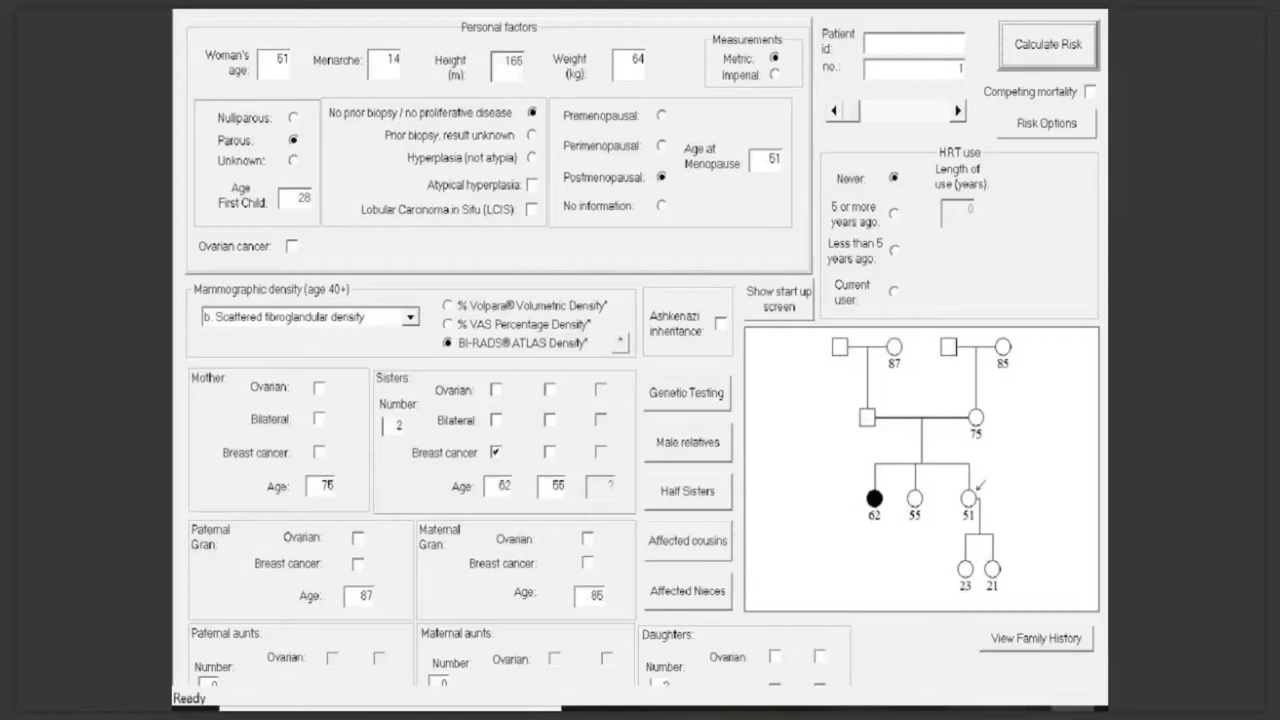 Personal factors
Woman's age: 51
Menarche: 14
Height (m): 165
Weight (kg): 64
Measurements
Metric:
Imperial:
Nulliparous:
Parous:
Unknown:
Age First Child: 28
No prior biopsy / no proliferative disease
Prior biopsy, result unknown
Hyperplasia (not atypia)
Atypical hyperplasia:
Lobular Carcinoma in Situ (LCIS):
Premenopausal:
Perimenopausal:
Postmenopausal:
No information:
Age at Menopause: 51
Ovarian cancer:
Patient id:
no.: 1
Calculate Risk
Competing mortality
Risk Options
HRT use
Never:
5 or more years ago:
Less than 5 years ago:
Current user:
Length of use (years):
0
Mammographic density (age 40+)
b. Scattered fibroglandular density
% Volpara® Volumetric Density*
% VAS Percentage Density*
BI-RADS® ATLAS Density*
Ashkenazi inheritance:
Show start up screen
Mother:
Ovarian:
Bilateral:
Breast cancer:
Age: 75
Sisters:
Number: 2
Ovarian:
Bilateral:
Breast cancer:
Age: 62 55 ?
Genetic Testing
Male relatives
Half Sisters
Affected cousins
Affected Nieces
87 85
75
62 55 51
23 21
Paternal Gran:
Ovarian:
Breast cancer:
Age: 87
Maternal Gran:
Ovarian:
Breast cancer:
Age: 85
View Family History
Paternal aunts:
Ovarian:
Number:
Maternal aunts:
Ovarian:
Number:
Daughters:
Ovarian:
Number:
Ready